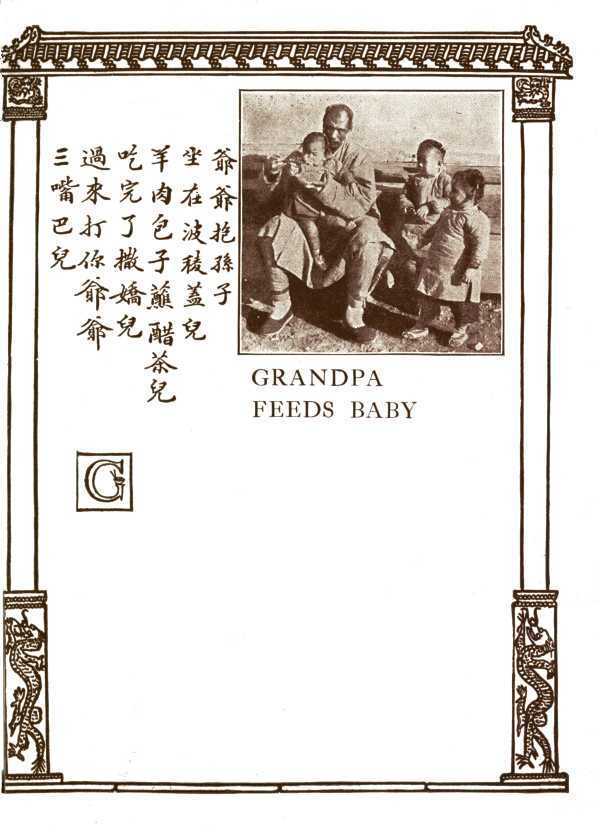 爺爺抱孫子
坐在波稜蓋兒
羊肉包子蘸醋茶兒
吃完了撒嬌兒
過來打你爺爺
三嘴巴兒
GRANDPA
FEEDS BABY
G